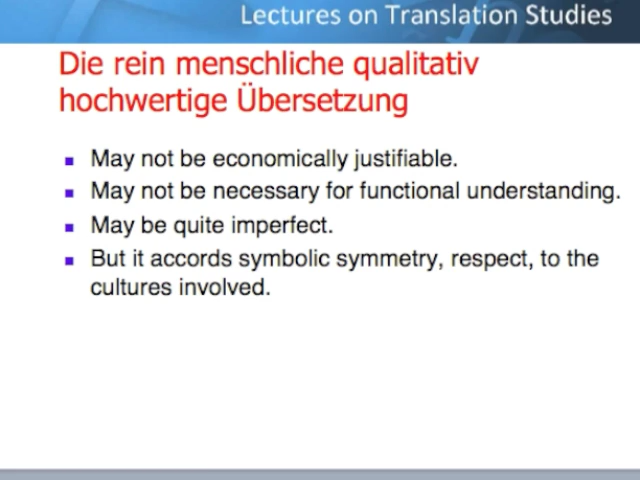 Lectures on Translation Studies
Die rein menschliche qualitativ
hochwertige Übersetzung
May not be economically justifiable.
May not be necessary for functional understanding.
May be quite imperfect.
But it accords symbolic symmetry, respect, to the
cultures involved.